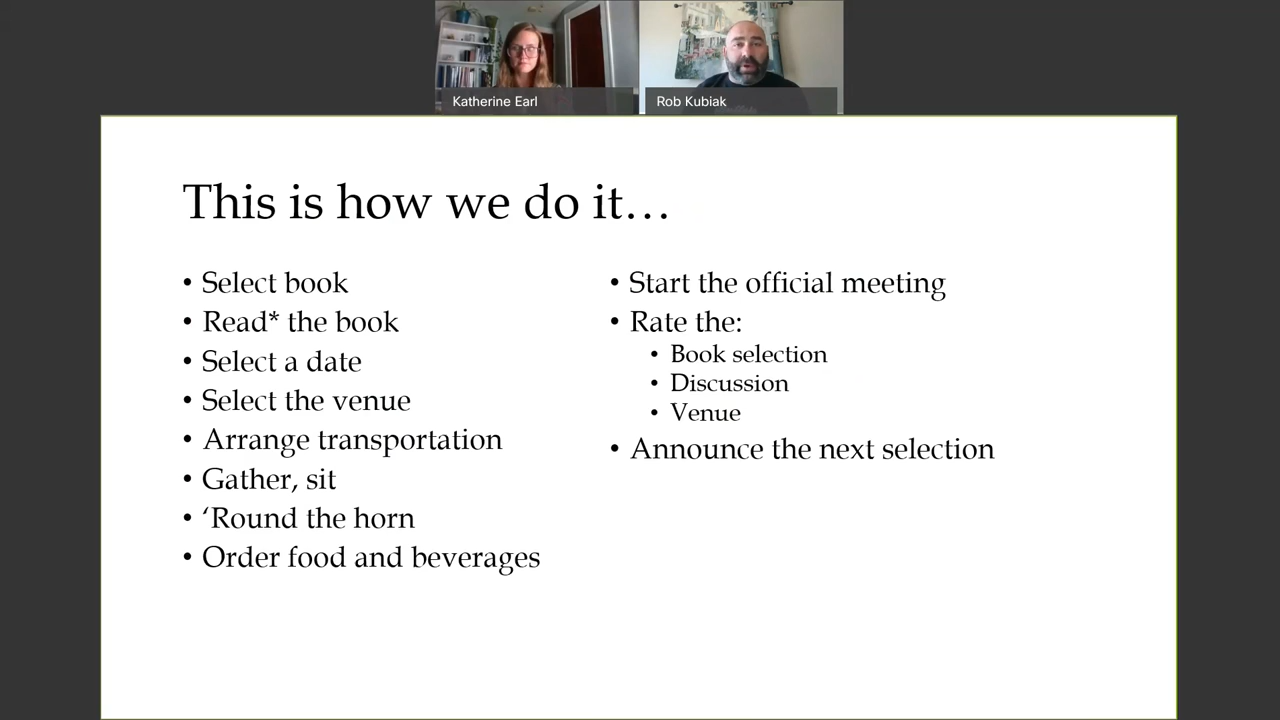 Katherine Earl
Rob Kubiak
This is how we do it…
• Select book
• Read* the book
• Select a date
• Select the venue
• Arrange transportation
• Gather, sit
• ‘Round the horn
• Order food and beverages
• Start the official meeting
• Rate the:
• Book selection
• Discussion
• Venue
• Announce the next selection